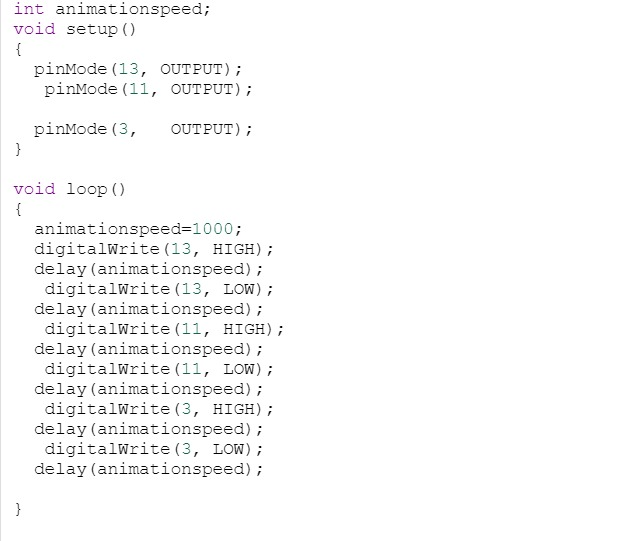 int animationspeed;
void setup()
{
  pinMode(13, OUTPUT);
   pinMode(11, OUTPUT);

  pinMode(3,   OUTPUT);
}

void loop()
{
  animationspeed=1000;
  digitalWrite(13, HIGH);
  delay(animationspeed);
   digitalWrite(13, LOW);
  delay(animationspeed);
   digitalWrite(11, HIGH);
  delay(animationspeed);
   digitalWrite(11, LOW);
  delay(animationspeed);
   digitalWrite(3, HIGH);
  delay(animationspeed);
   digitalWrite(3, LOW);
  delay(animationspeed);

}